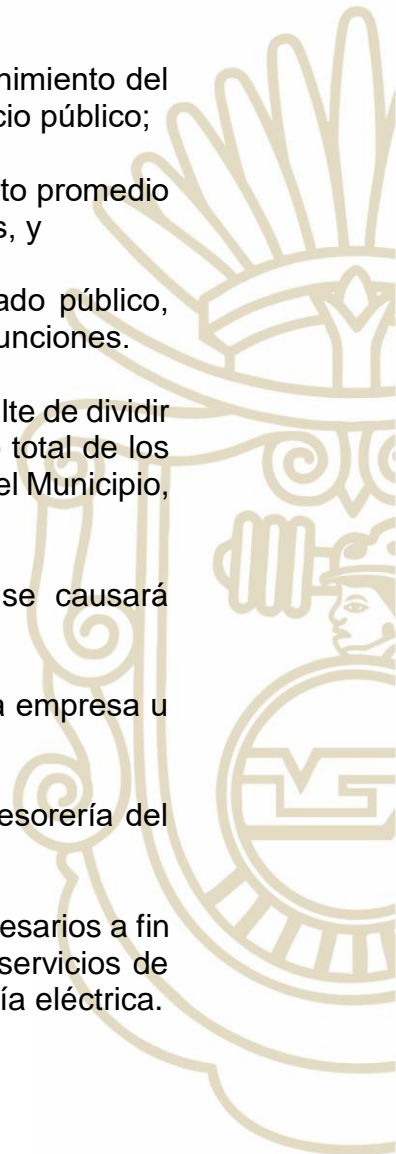 nimiento del
cio público;
to promedio
s, y
ado público,
unciones.
lte de dividir
total de los
el Municipio,
se causará
a empresa u
esorería del
esarios a fin
servicios de
ía eléctrica.